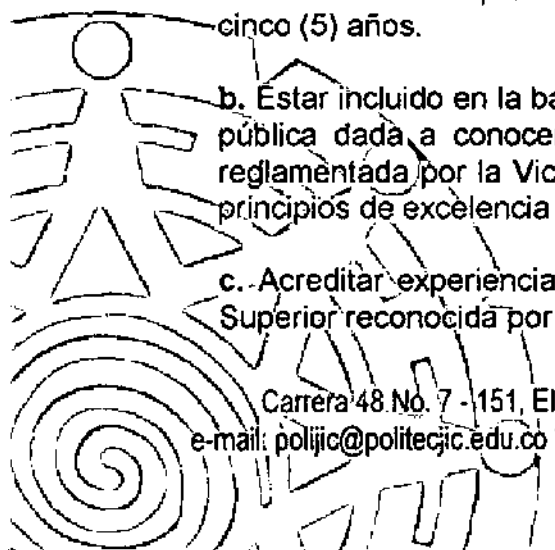 cinco (5) años.
b. Estar incluido en la ba
pública dada a conoce
reglamentada por la Vic
principios de excelencia
c. Acreditar experiencia
Superior reconocida por
Carrera 48 No. 7 - 151, El
e-mail: polijic@politecjic.edu.co